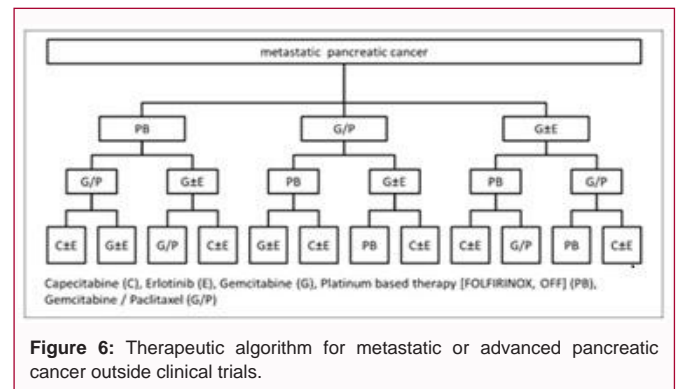 metastatic pancreatic cancer
PB G/P G±E
G/P G±E PB G±E PB G/P
C±E G±E G/P C±E G±E C±E PB C±E C±E G/P PB C±E
Capecitabine (C), Erlotinib (E), Gemcitabine (G), Platinum based therapy [FOLFIRINOX, OFF] (PB),
Gemcitabine / Paclitaxel (G/P)
Figure 6: Therapeutic algorithm for metastatic or advanced pancreatic
cancer outside clinical trials.